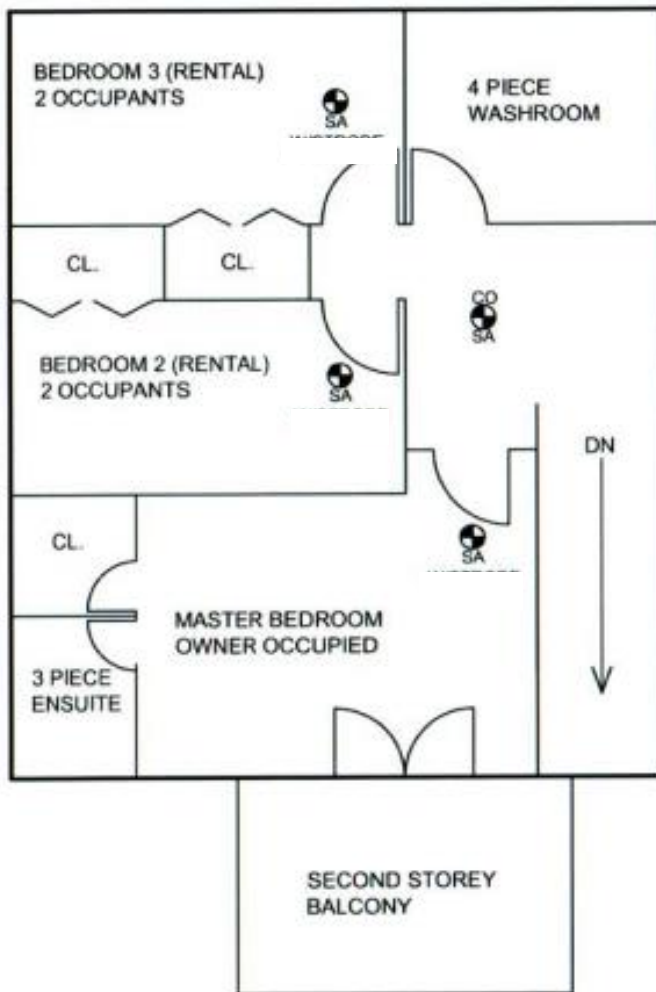 BEDROOM 3 (RENTAL)
2 OCCUPANTS
SA
4 PIECE
WASHROOM
CL.
CL.
CO
SA
BEDROOM 2 (RENTAL)
2 OCCUPANTS
SA
DN
CL.
SA
MASTER BEDROOM
OWNER OCCUPIED
3 PIECE
ENSUITE
SECOND STOREY
BALCONY